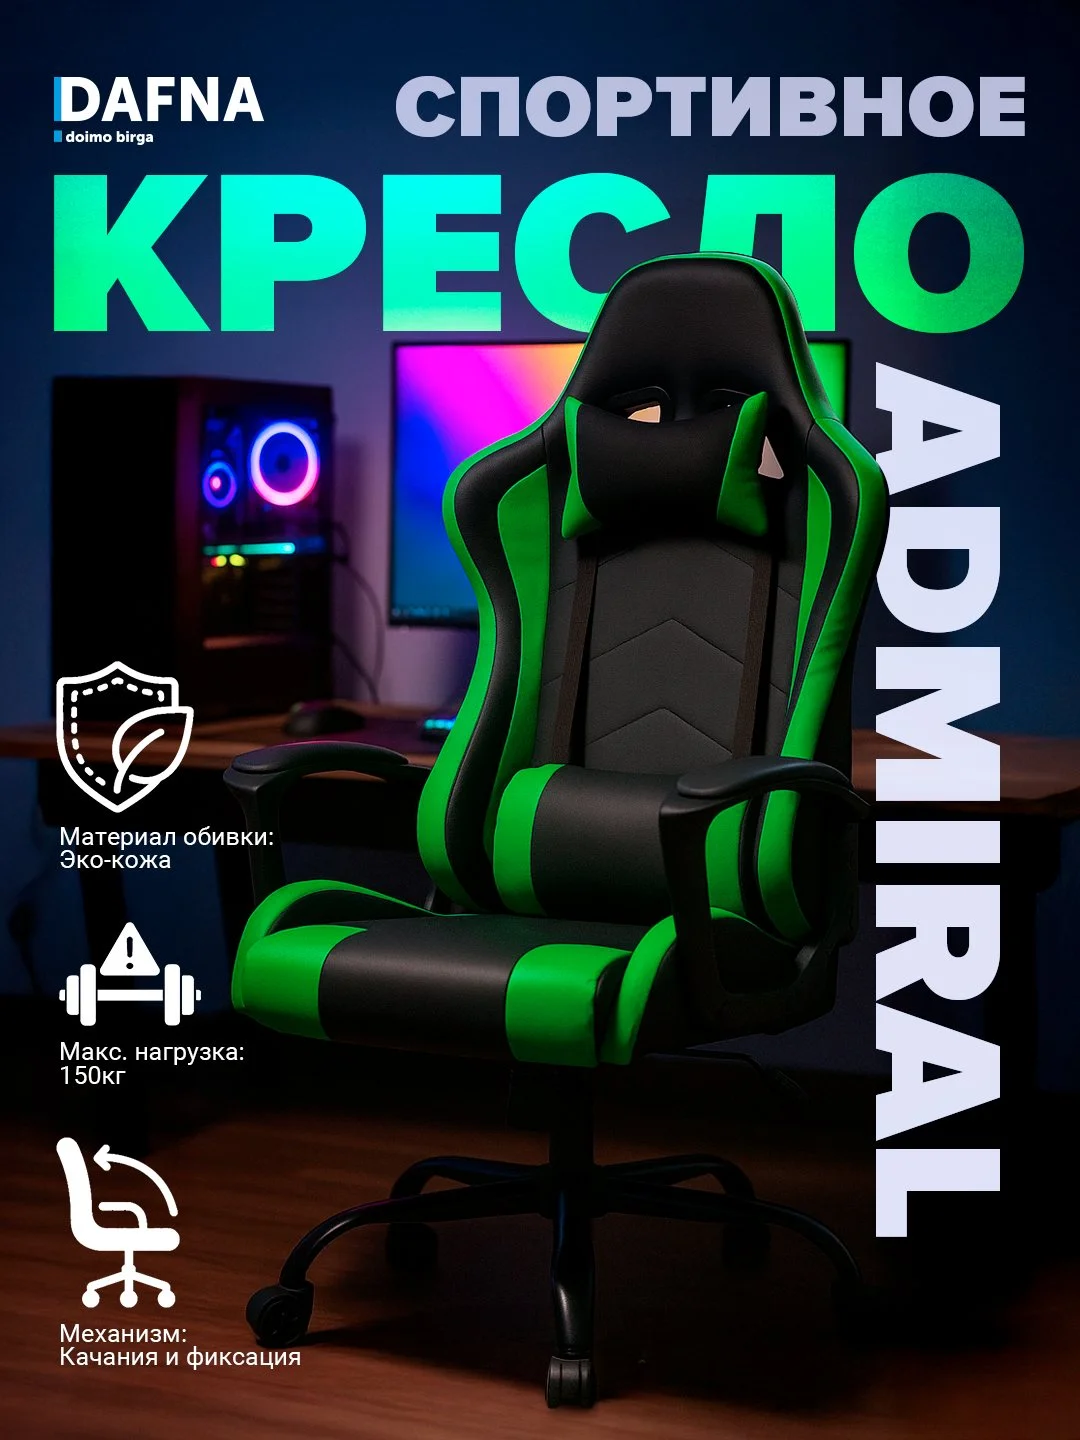 DAFNA
doimo birga
СПОРТИВНОЕ
КРЕСЛО
ADMIRAL
Материал обивки:
Эко-кожа
Макс. нагрузка:
150кг
Механизм:
Качания и фиксация